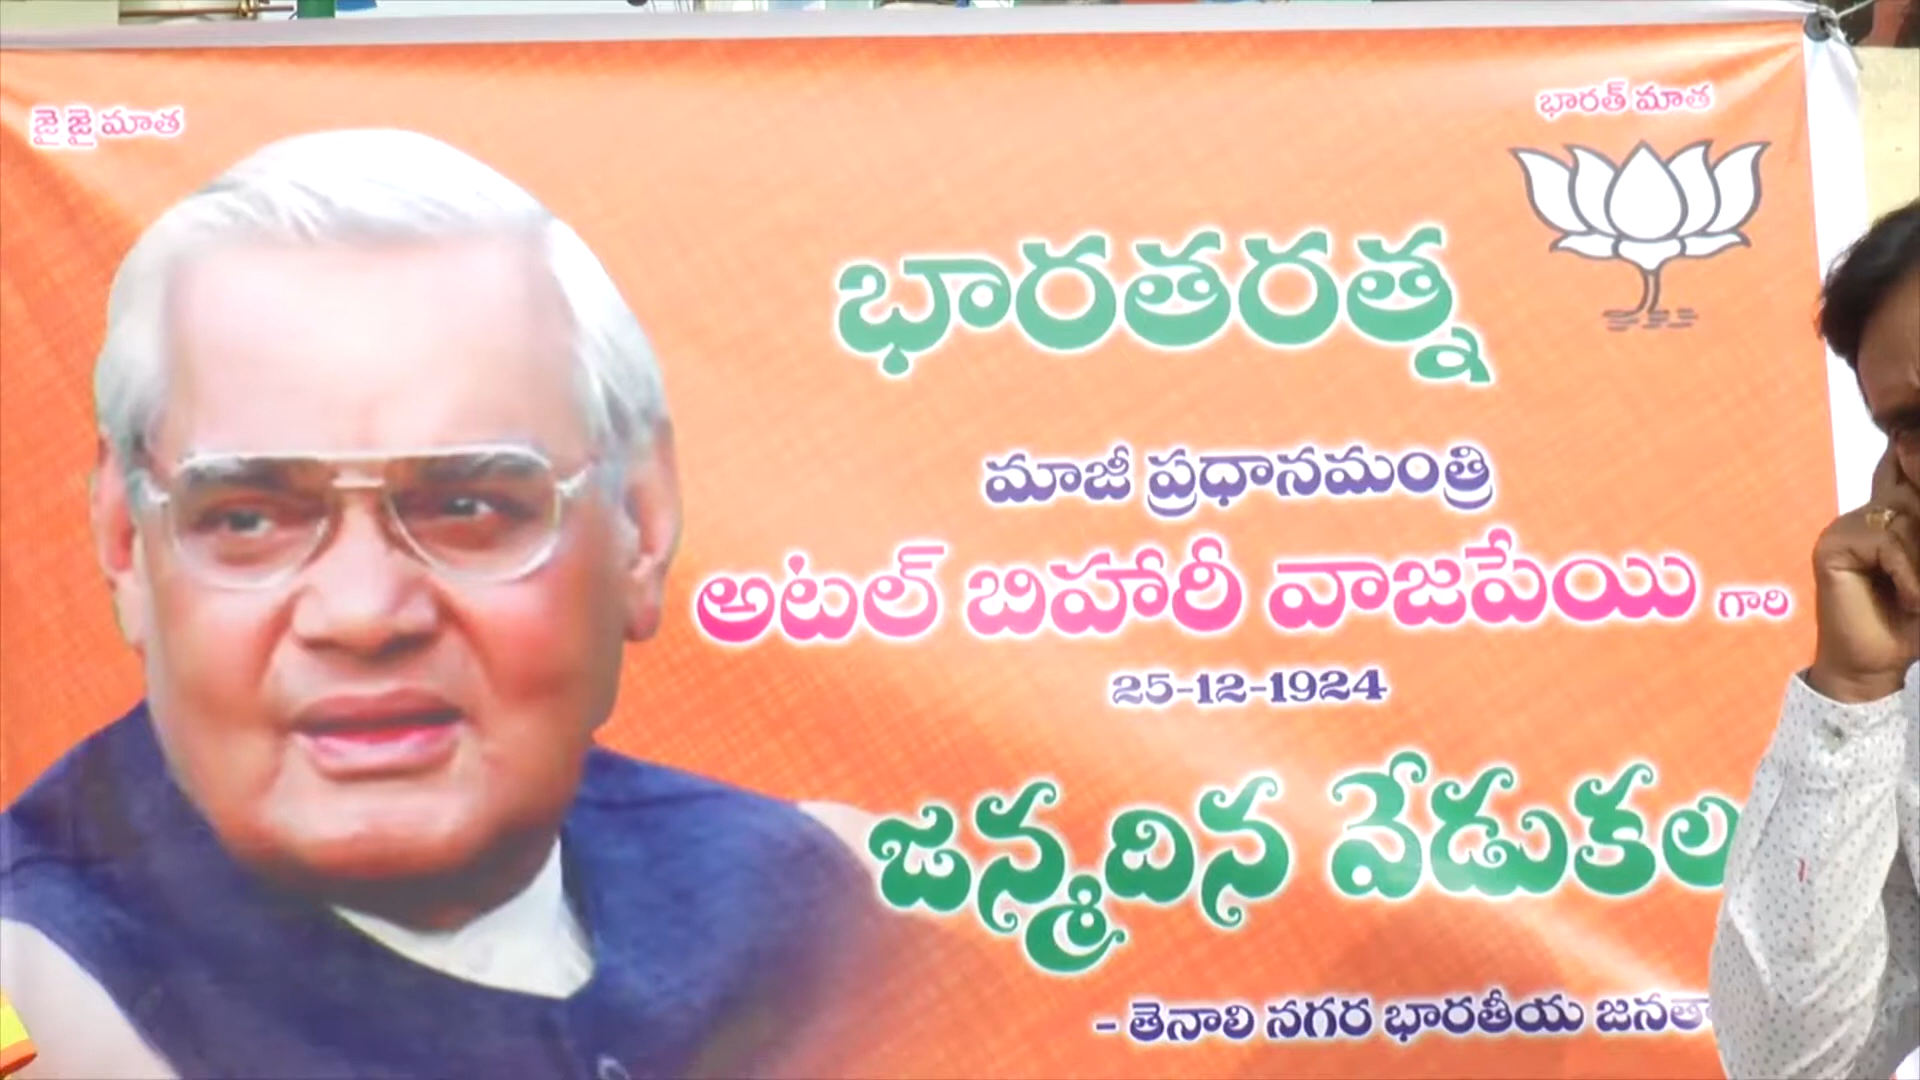 జై జై మాత
భారత్ మాత
భారతరత్న
మాజీ ప్రధానమంత్రి
అటల్ బిహారీ వాజపేయి గారి
25-12-1924
జన్మదిన వేడుకలు
- తెనాలి నగర భారతీయ జనతా